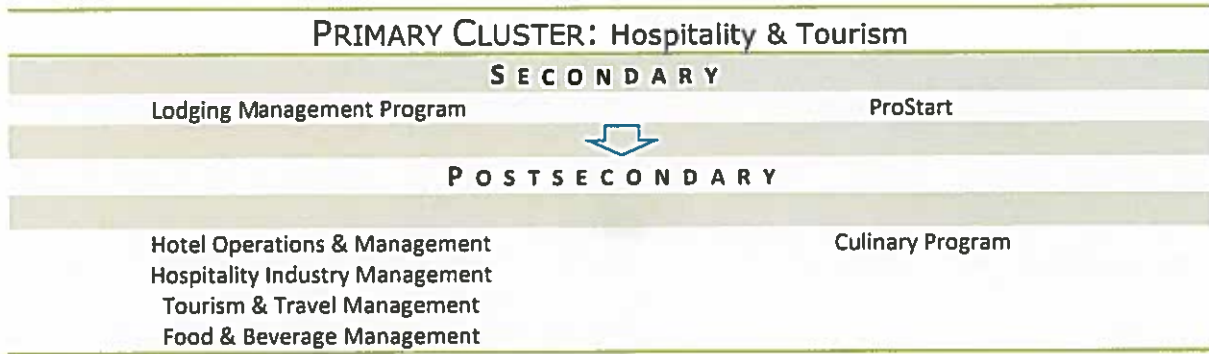 PRIMARY CLUSTER: Hospitality & Tourism
SECONDARY
Lodging Management Program ProStart
POSTSECONDARY
Hotel Operations & Management Culinary Program
Hospitality Industry Management
Tourism & Travel Management
Food & Beverage Management